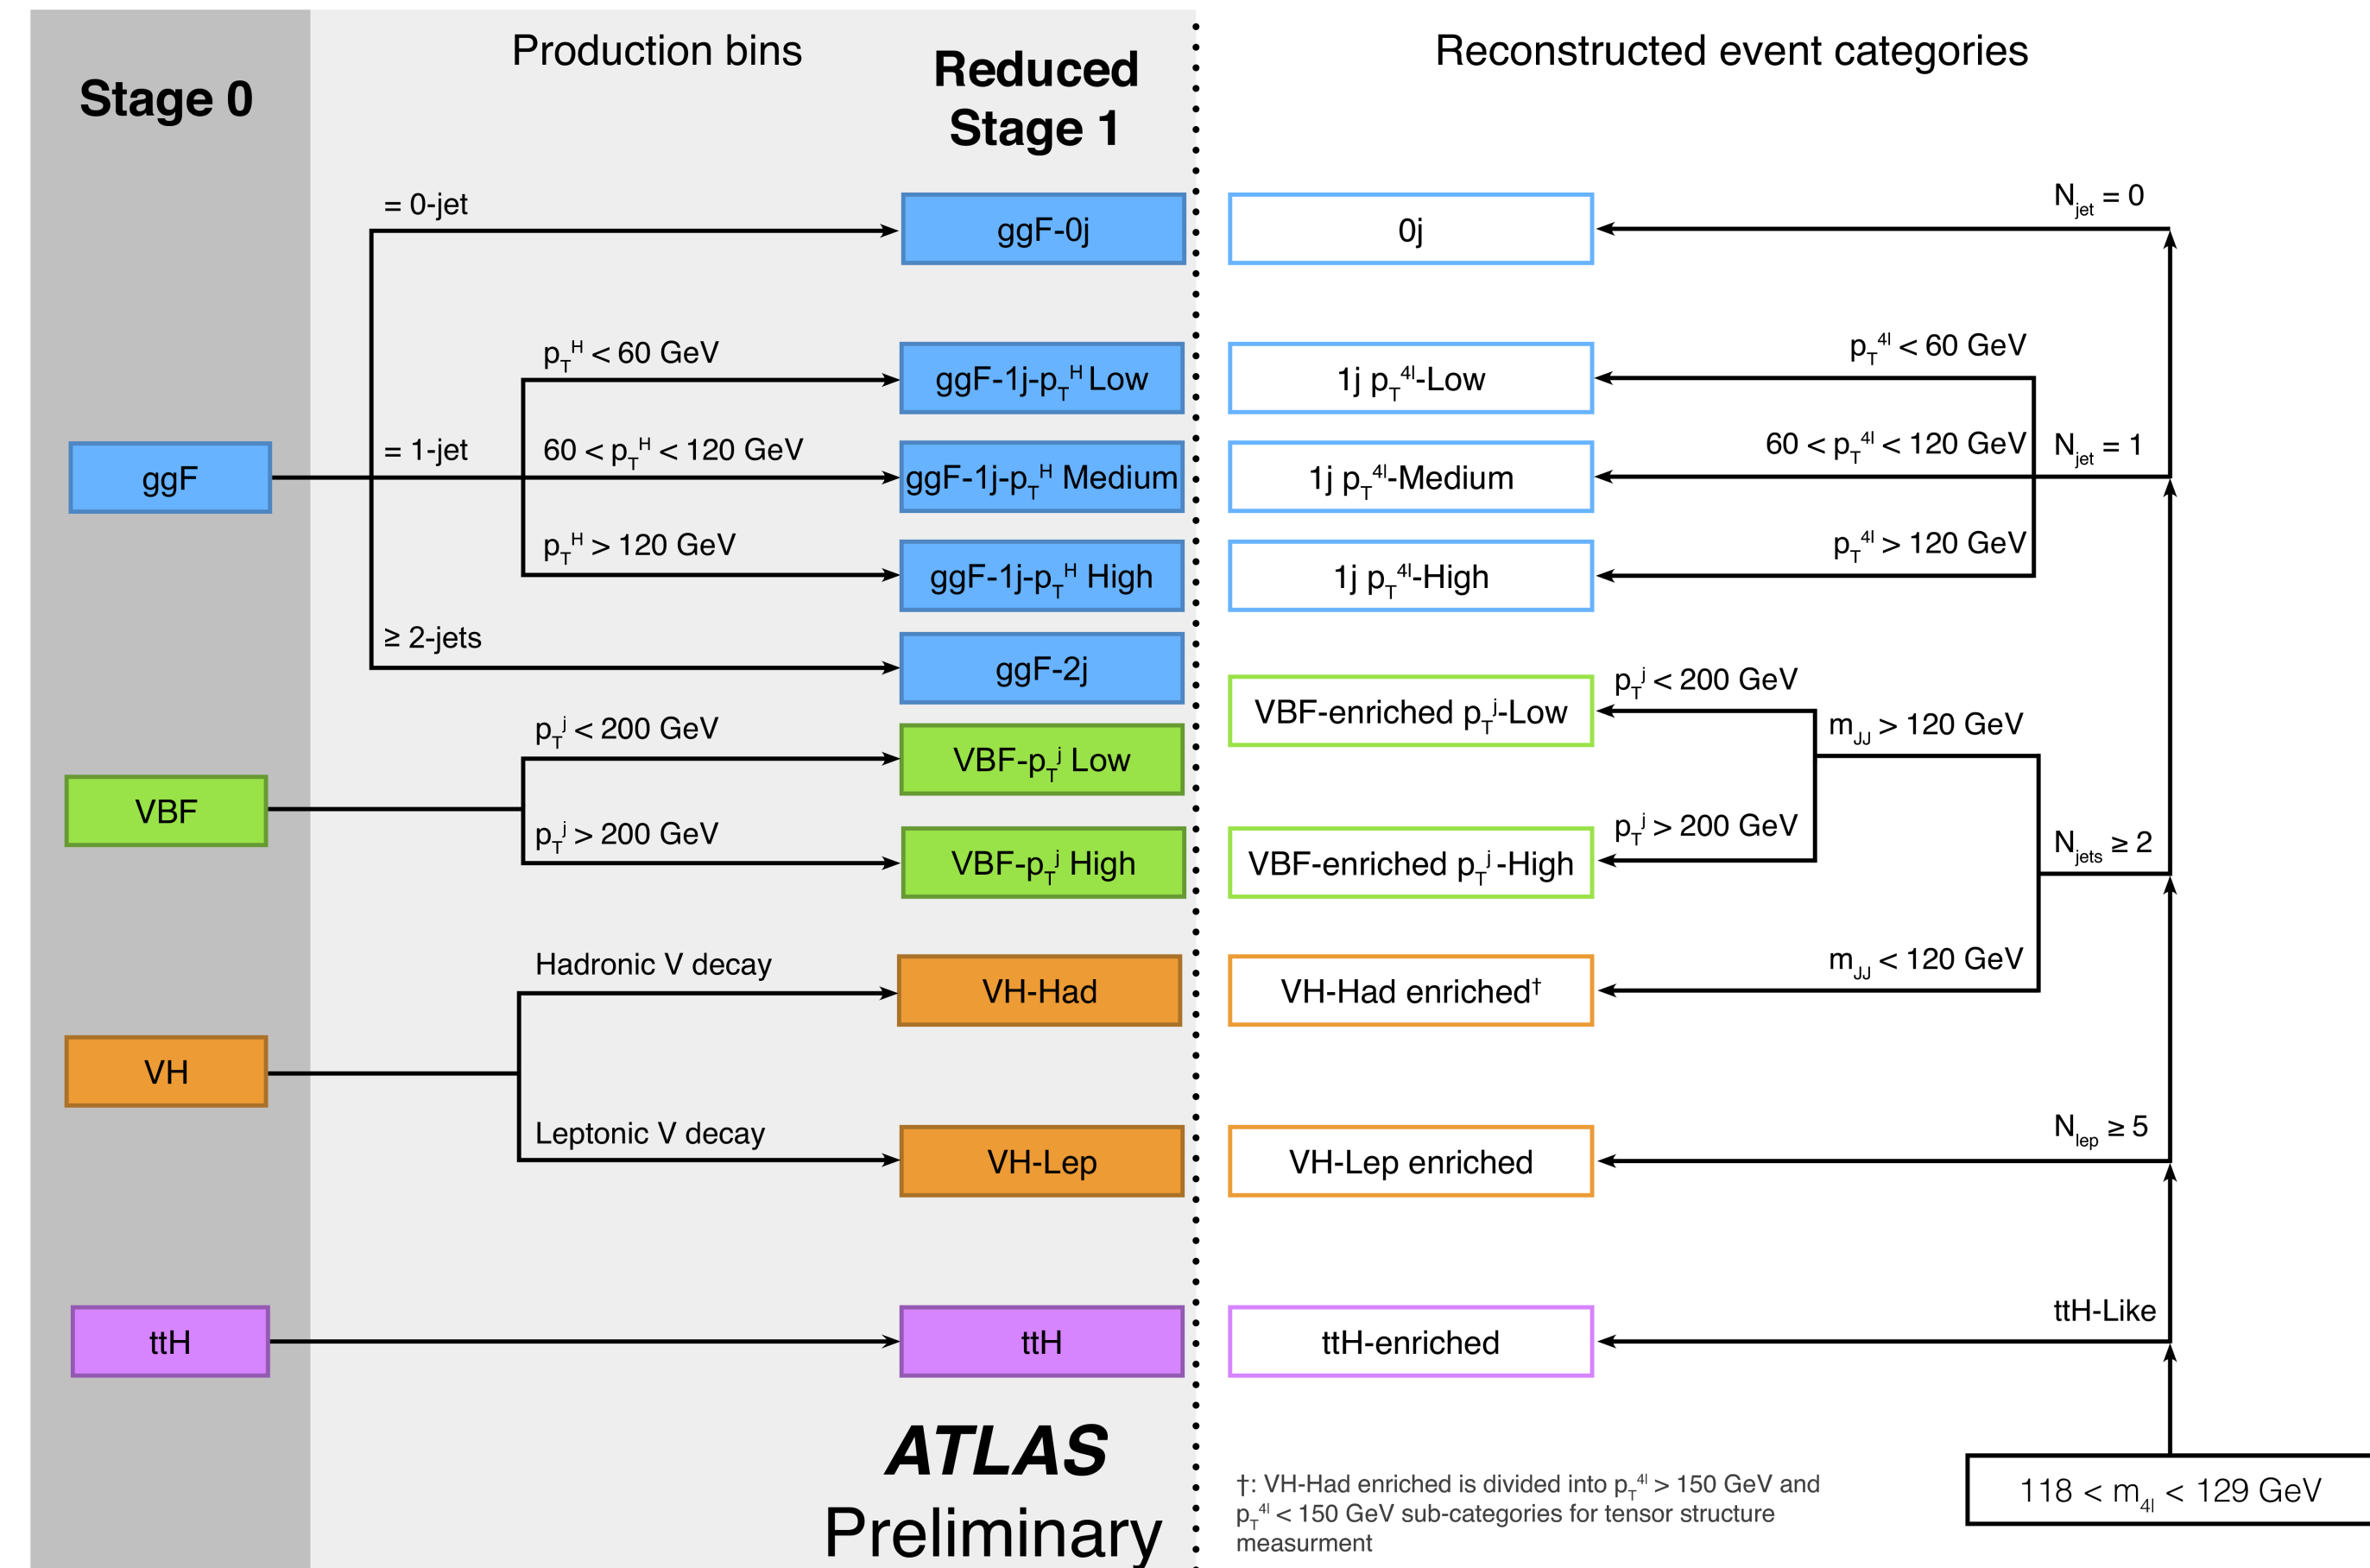 Production bins
Reconstructed event categories
Stage 0
Reduced
Stage 1
= 0-jet
ggF-0j
0j
N_jet = 0
p_T^H < 60 GeV
ggF-1j-p_T^H Low
1j p_T^4l-Low
p_T^4l < 60 GeV
ggF
= 1-jet
60 < p_T^H < 120 GeV
ggF-1j-p_T^H Medium
1j p_T^4l-Medium
60 < p_T^4l < 120 GeV
N_jet = 1
p_T^H > 120 GeV
ggF-1j-p_T^H High
1j p_T^4l-High
p_T^4l > 120 GeV
≥ 2-jets
ggF-2j
VBF
p_T^j < 200 GeV
VBF-p_T^j Low
VBF-enriched p_T^j-Low
p_T^j < 200 GeV
m_JJ > 120 GeV
p_T^j > 200 GeV
VBF-p_T^j High
VBF-enriched p_T^j-High
p_T^j > 200 GeV
N_jets ≥ 2
VH
Hadronic V decay
VH-Had
VH-Had enriched†
m_JJ < 120 GeV
Leptonic V decay
VH-Lep
VH-Lep enriched
N_lep ≥ 5
ttH
ttH
ttH-enriched
ttH-Like
ATLAS
Preliminary
†: VH-Had enriched is divided into p_T^4l > 150 GeV and
p_T^4l < 150 GeV sub-categories for tensor structure
measurment
118 < m_4l < 129 GeV